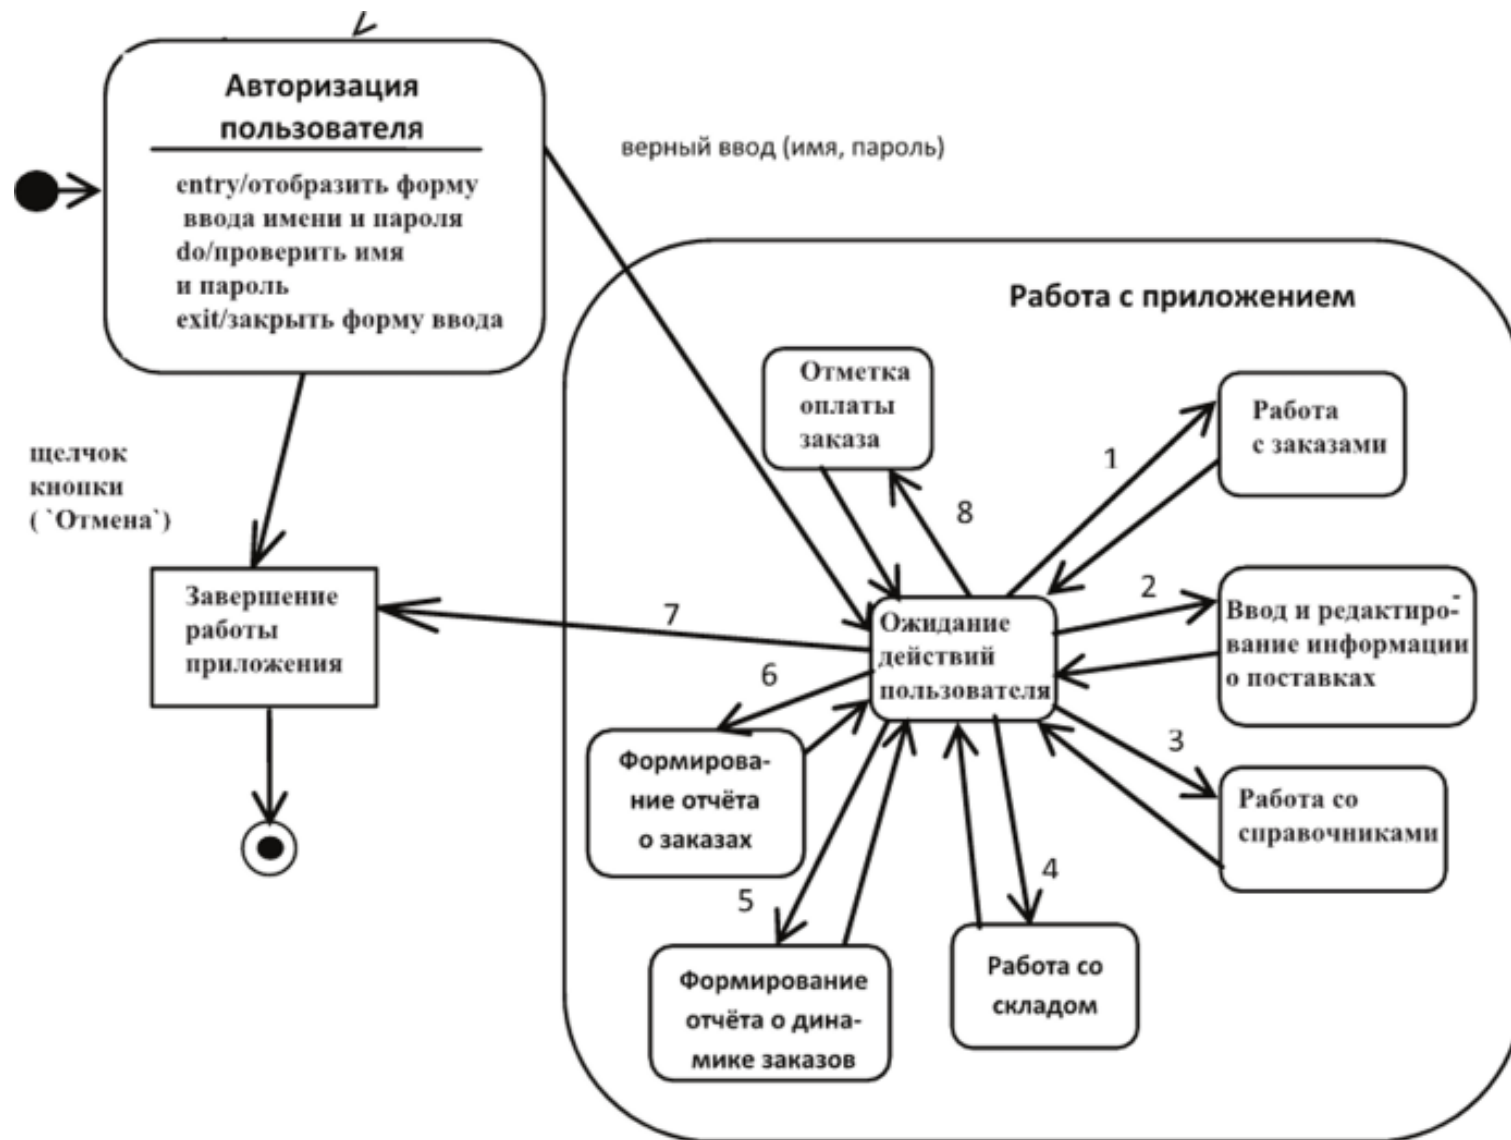 Авторизация
пользователя
entry/отобразить форму
ввода имени и пароля
do/проверить имя
и пароль
exit/закрыть форму ввода
верный ввод (имя, пароль)
Работа с приложением
Отметка
оплаты
заказа
Работа
с заказами
1
8
щелчок
кнопки
( `Отмена`)
Завершение
работы
приложения
7
Ожидание
действий
пользователя
2
Ввод и редактиро-
вание информации
о поставках
6
Формирова-
ние отчёта
о заказах
3
Работа со
справочниками
5
4
Формирование
отчёта о дина-
мике заказов
Работа со
складом